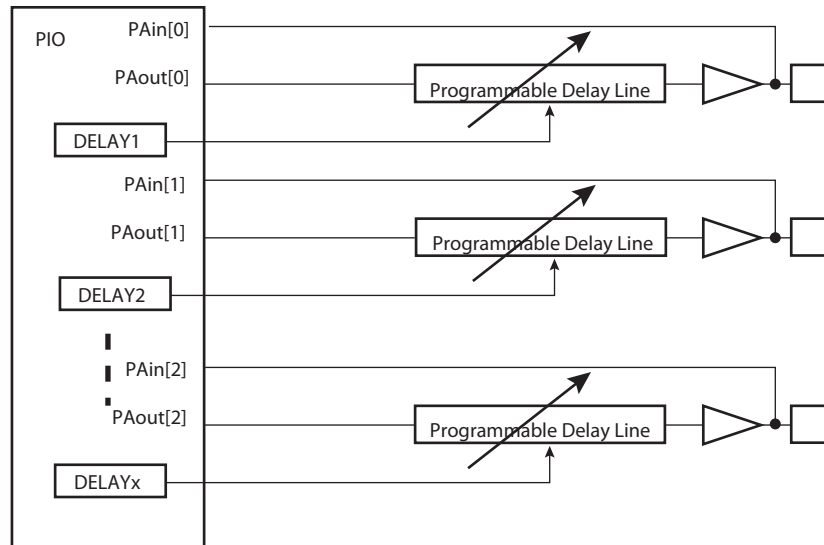 PIO
PAin[0]
PAout[0]
Programmable Delay Line
DELAY1
PAin[1]
PAout[1]
Programmable Delay Line
DELAY2
PAin[2]
PAout[2]
Programmable Delay Line
DELAYx